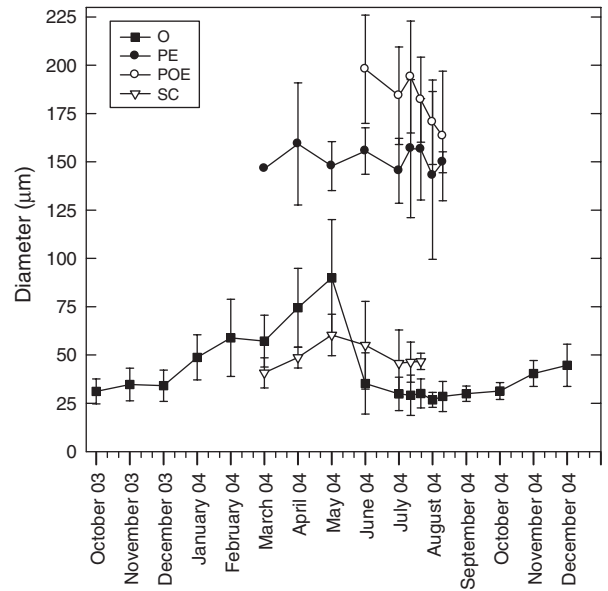 O
PE
POE
SC
Diameter (μm)
225
200
175
150
125
100
75
50
25
0
October 03
November 03
December 03
January 04
February 04
March 04
April 04
May 04
June 04
July 04
August 04
September 04
October 04
November 04
December 04